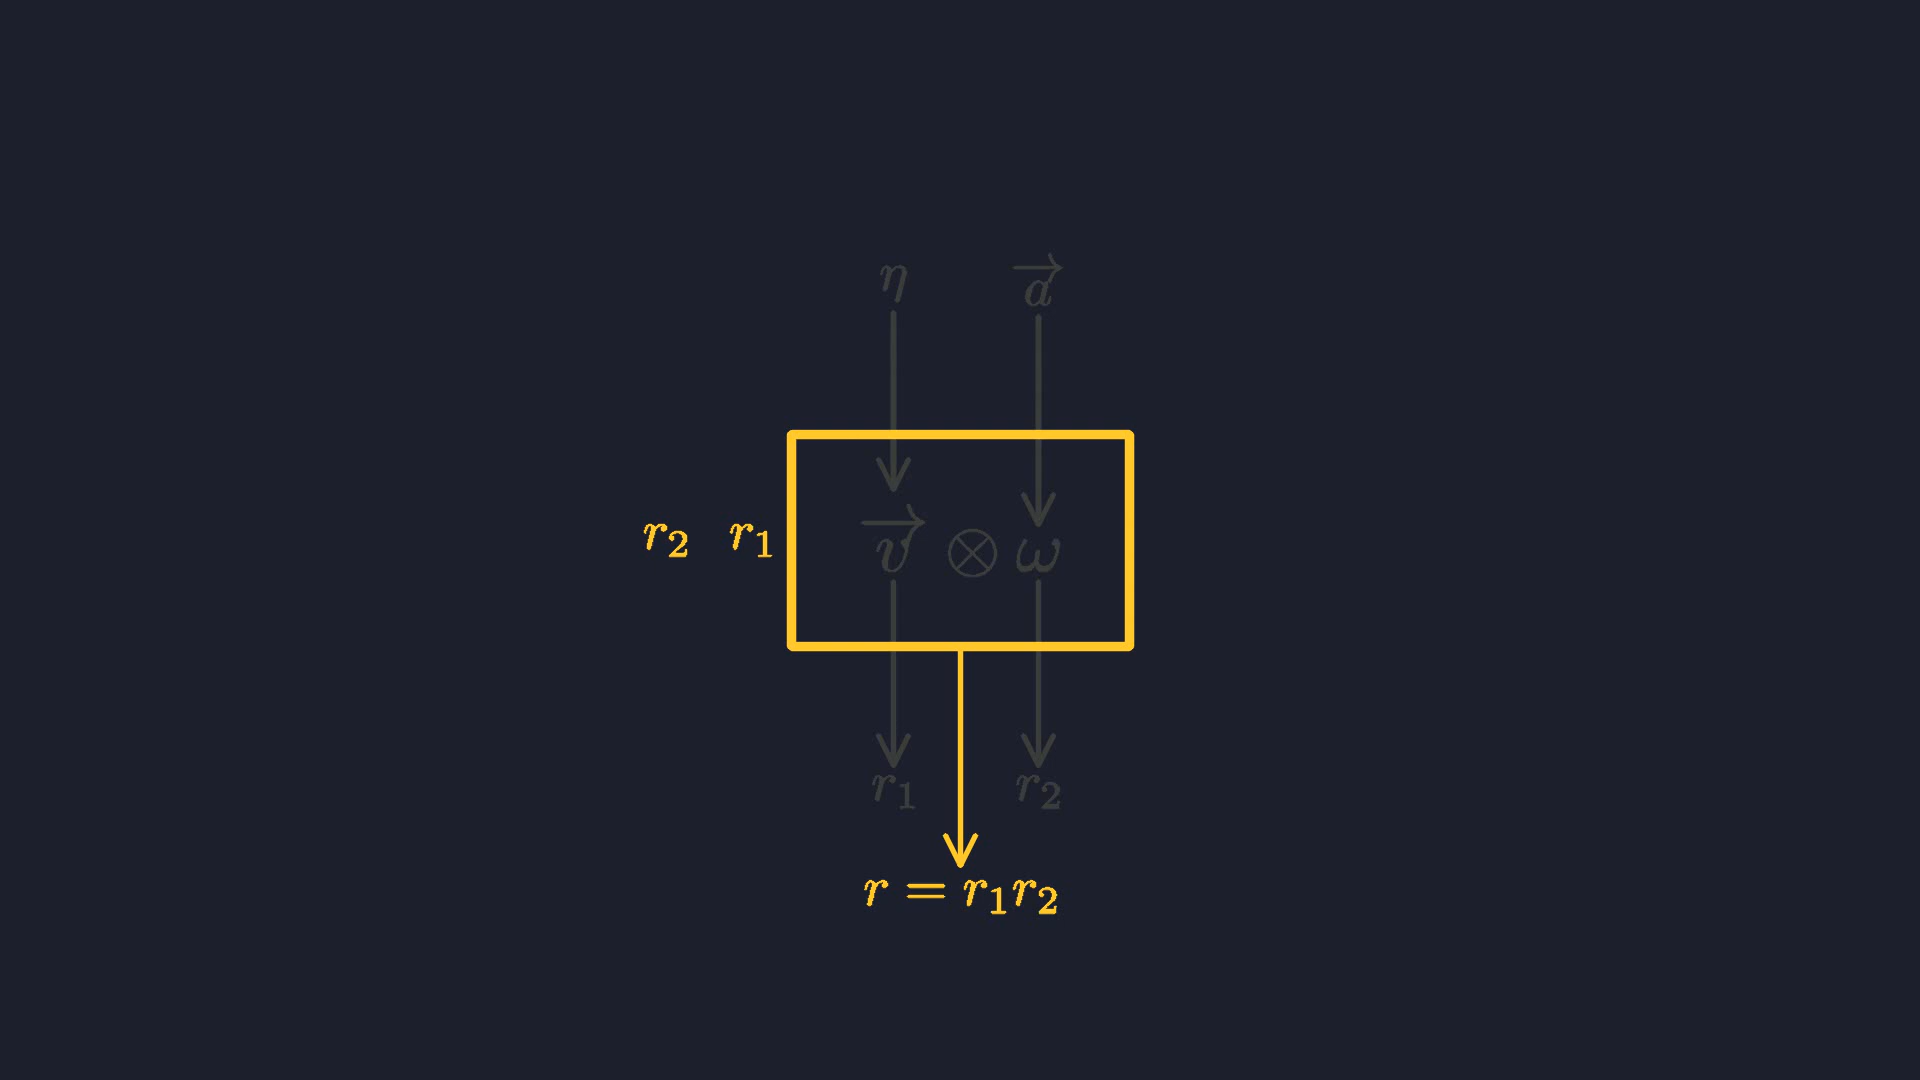 η a⃗
r₂ r₁ v⃗ ⊗ ω
r₁ r₂
r = r₁r₂